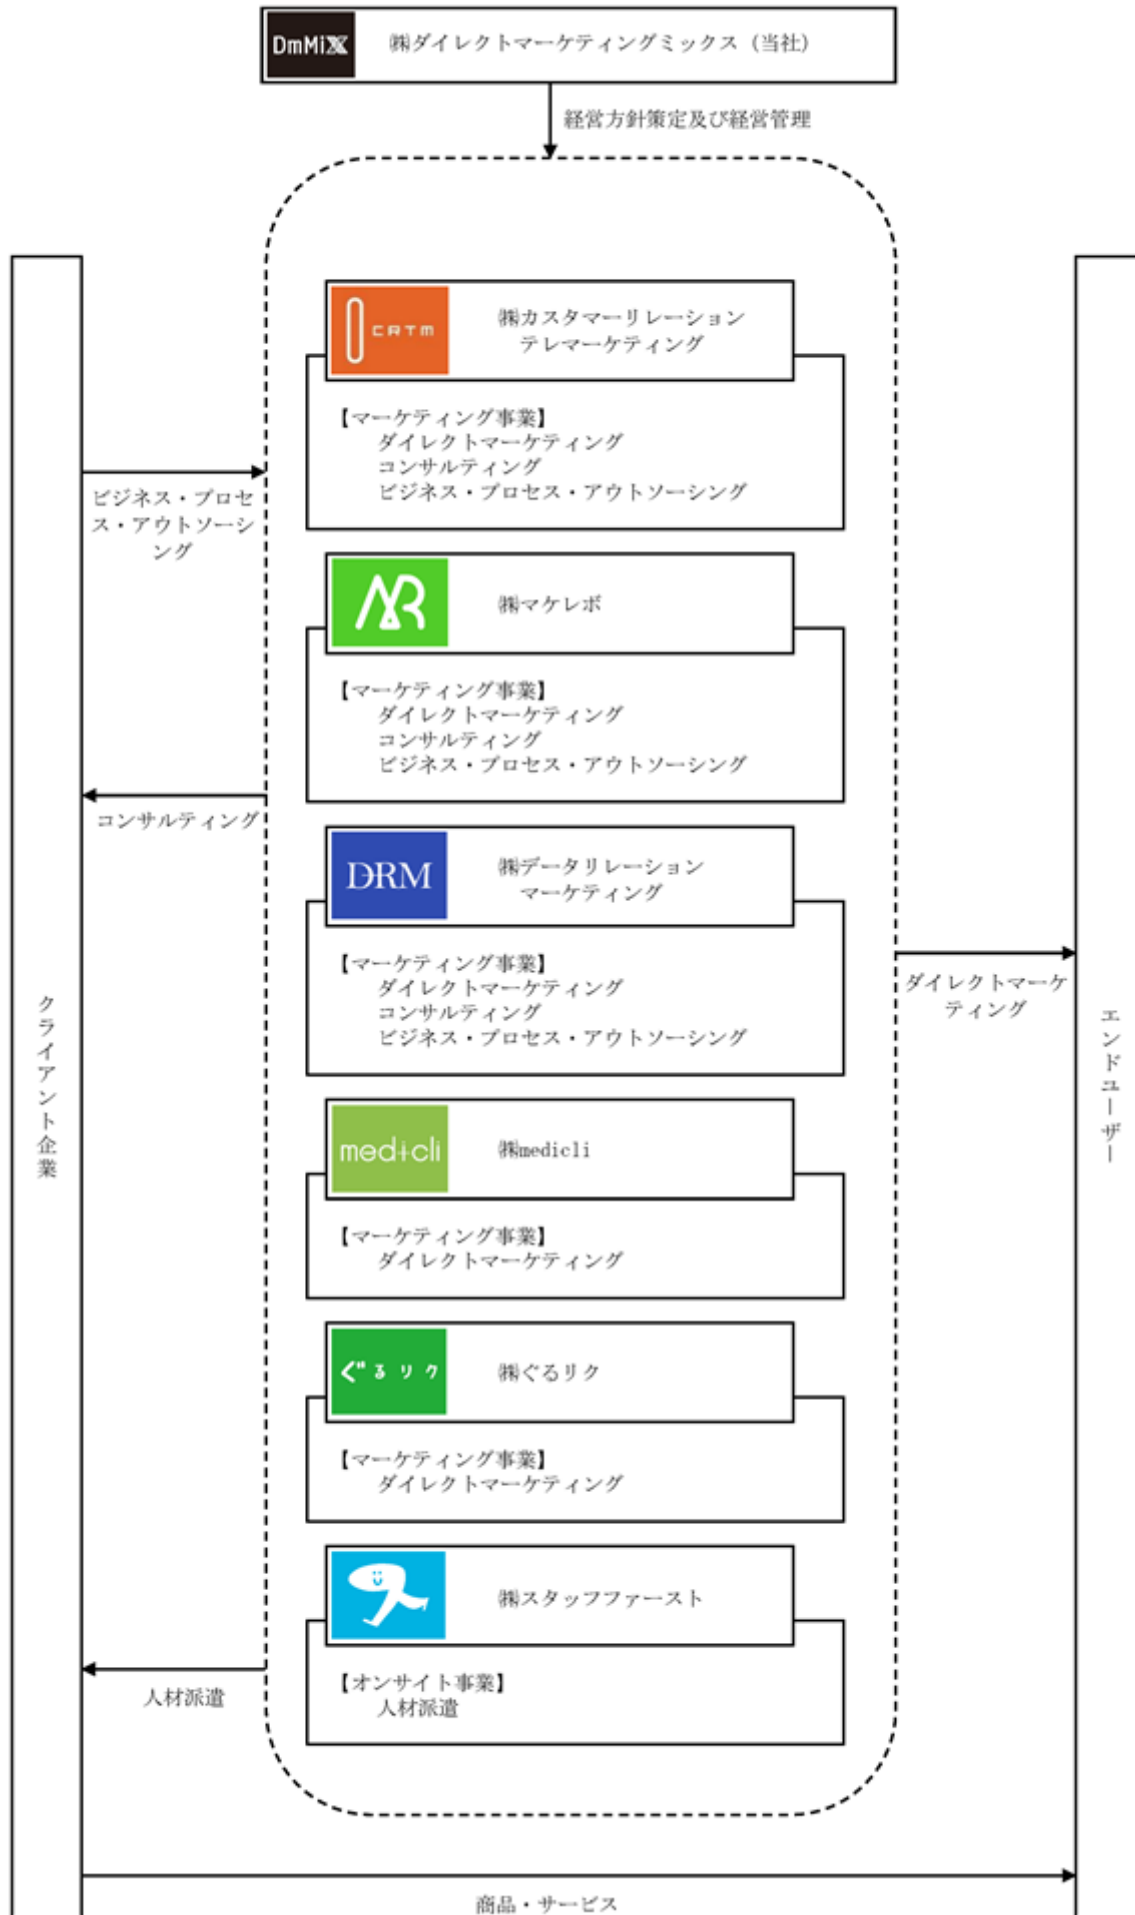 DmMiX
㈱ダイレクトマーケティングミックス（当社）
経営方針策定及び経営管理
CRTM
㈱カスタマーリレーション
テレマーケティング
【マーケティング事業】
ダイレクトマーケティング
コンサルティング
ビジネス・プロセス・アウトソーシング
ビジネス・プロセ
ス・アウトソーシ
ング
MR
㈱マケレボ
【マーケティング事業】
ダイレクトマーケティング
コンサルティング
ビジネス・プロセス・アウトソーシング
コンサルティング
DRM
㈱データリレーション
マーケティング
【マーケティング事業】
ダイレクトマーケティング
コンサルティング
ビジネス・プロセス・アウトソーシング
ダイレクトマーケ
ティング
クライアント企業
エンドユーザー
medicli
㈱medicli
【マーケティング事業】
ダイレクトマーケティング
ぐるリク
㈱ぐるリク
【マーケティング事業】
ダイレクトマーケティング
㈱スタッフファースト
【オンサイト事業】
人材派遣
人材派遣
商品・サービス